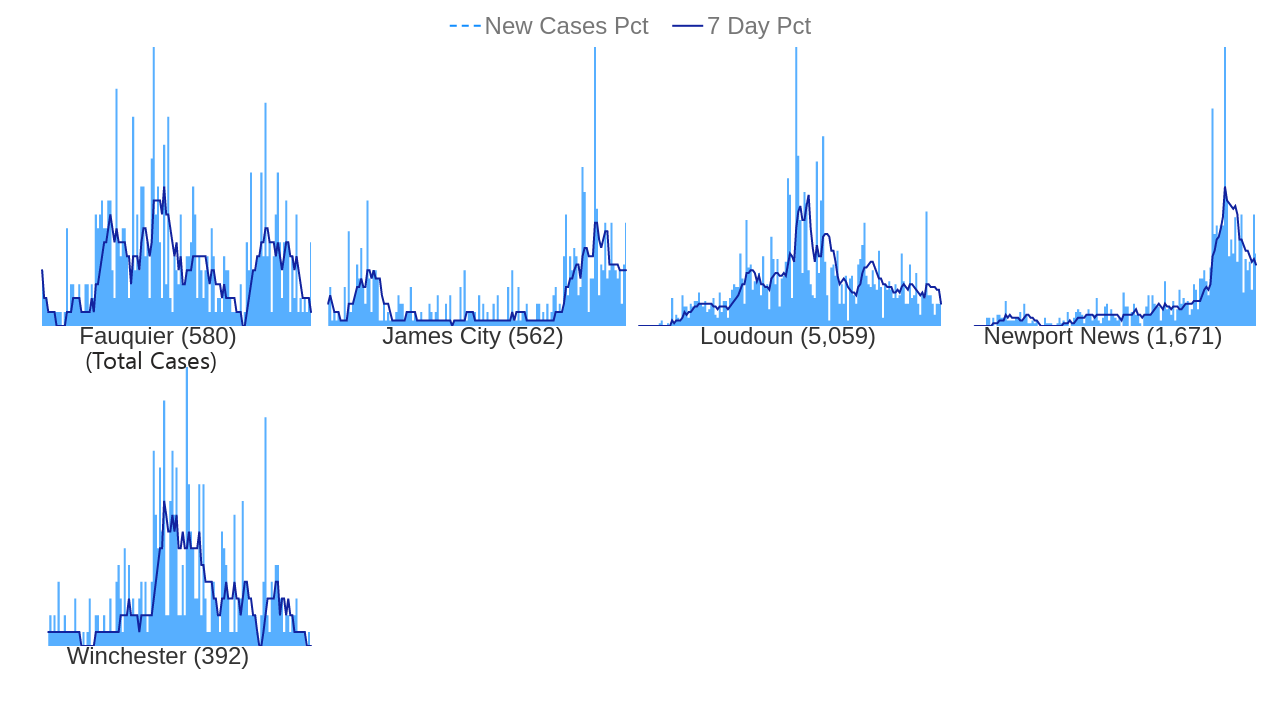 New Cases Pct 7 Day Pct
Fauquier (580) James City (562) Loudoun (5,059) Newport News (1,671)
(Total Cases)
Winchester (392)